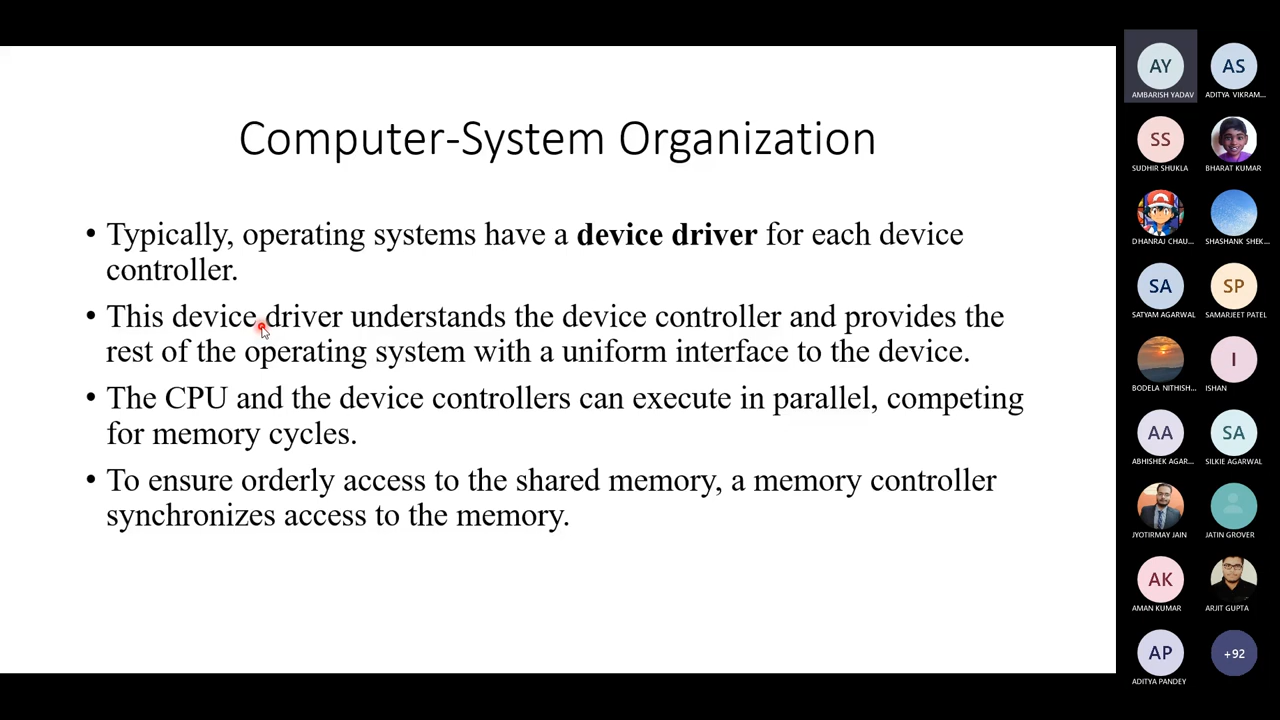 Computer-System Organization
• Typically, operating systems have a device driver for each device
controller.
• This device driver understands the device controller and provides the
rest of the operating system with a uniform interface to the device.
• The CPU and the device controllers can execute in parallel, competing
for memory cycles.
• To ensure orderly access to the shared memory, a memory controller
synchronizes access to the memory.
AY
AMBARISH YADAV
AS
ADITYA VIKRAM...
SS
SUDHIR SHUKLA
BHARAT KUMAR
DHANRAJ CHAU...
SHASHANK SHEK...
SA
SATYAM AGARWAL
SP
SAMARJEET PATEL
BODELA NITHISH...
I
ISHAN
AA
ABHISHEK AGAR...
SA
SILKIE AGARWAL
JYOTIRMAY JAIN
JATIN GROVER
AK
AMAN KUMAR
ARJIT GUPTA
AP
ADITYA PANDEY
+92